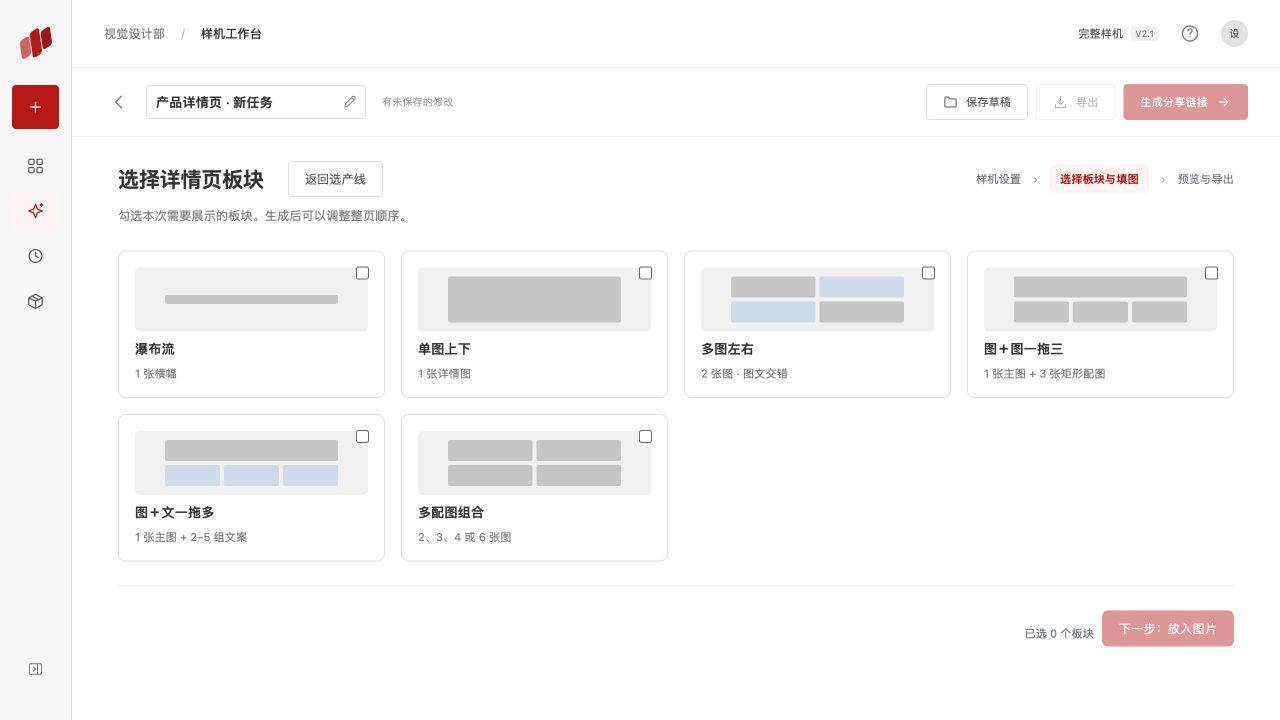 视觉设计部 / 样机工作台
完整样机 V2.1
设
产品详情页 · 新任务
有未保存的修改
保存草稿
导出
生成分享链接
选择详情页板块
返回选产线
样机设置 › 选择板块与填图 › 预览与导出
勾选本次需要展示的板块。生成后可以调整整页顺序。
瀑布流
1 张横幅
单图上下
1 张详情图
多图左右
2 张图 · 图文交错
图＋图一拖三
1 张主图 + 3 张矩形配图
图＋文一拖多
1 张主图 + 2–5 组文案
多配图组合
2、3、4 或 6 张图
已选 0 个板块
下一步：放入图片